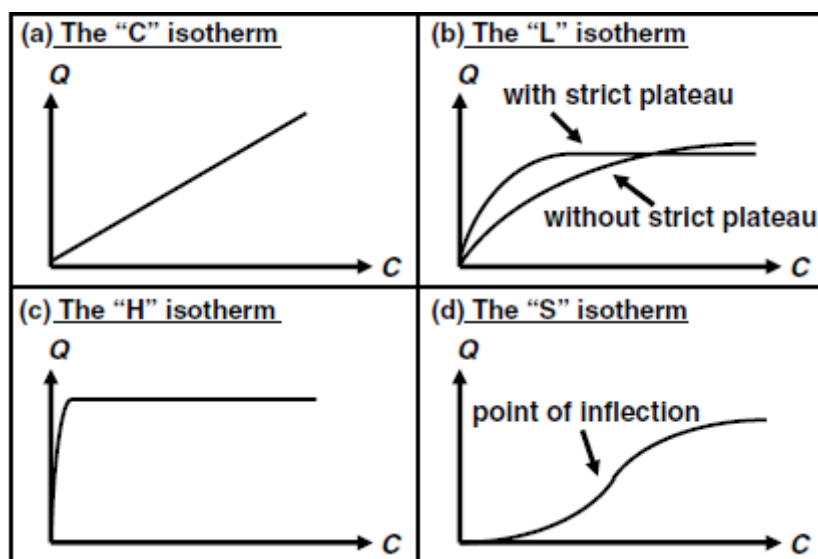 (a) The “C” isotherm
Q
C
(b) The “L” isotherm
Q
with strict plateau
without strict plateau
C
(c) The “H” isotherm
Q
C
(d) The “S” isotherm
Q
point of inflection
C